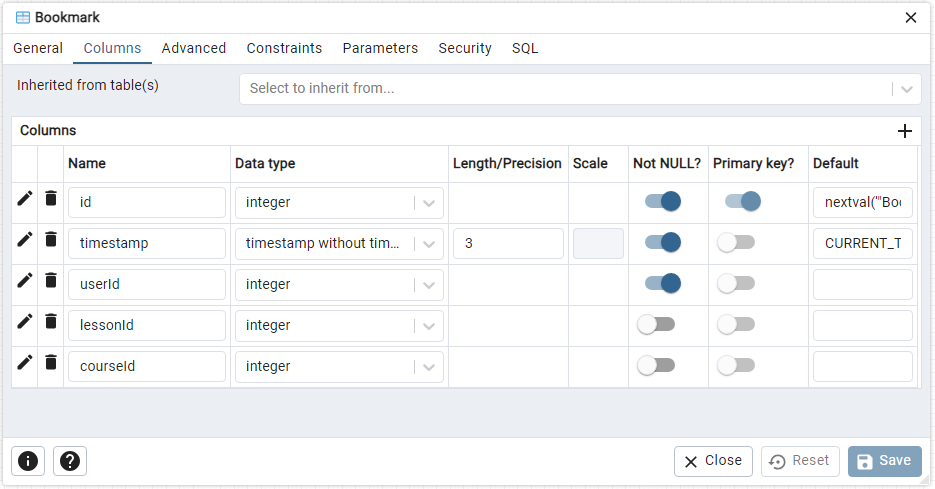 Bookmark
General Columns Advanced Constraints Parameters Security SQL
Inherited from table(s) Select to inherit from...
Columns
Name Data type Length/Precision Scale Not NULL? Primary key? Default
id integer nextval('"Boo
timestamp timestamp without tim... 3 CURRENT_T
userId integer
lessonId integer
courseId integer
Close Reset Save